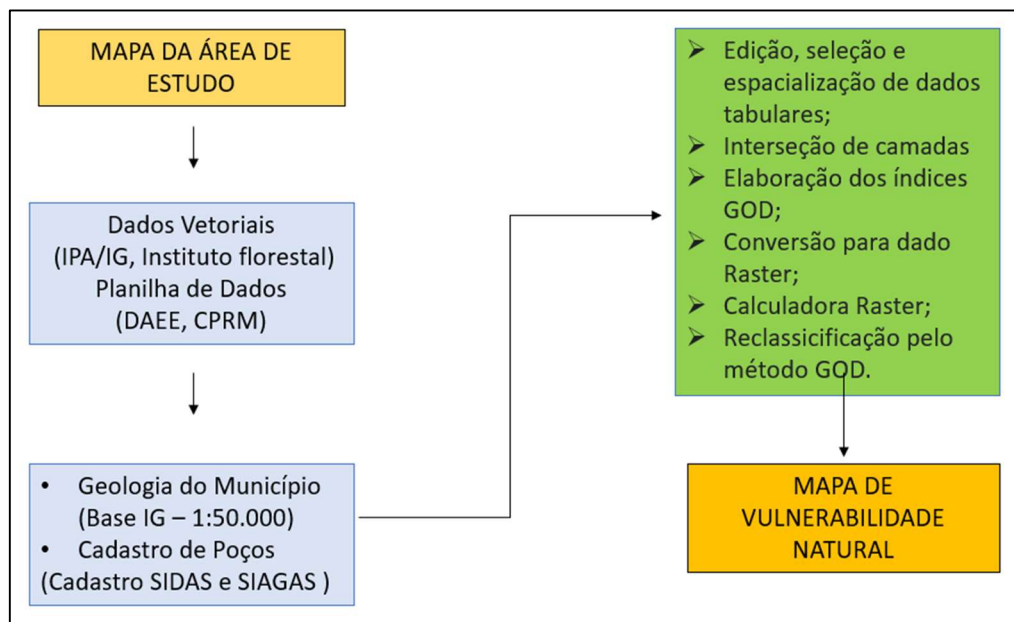 MAPA DA ÁREA DE
ESTUDO
Dados Vetoriais
(IPA/IG, Instituto florestal)
Planilha de Dados
(DAEE, CPRM)
• Geologia do Município
(Base IG – 1:50.000)
• Cadastro de Poços
(Cadastro SIDAS e SIAGAS )
➤ Edição, seleção e
espacialização de dados
tabulares;
➤ Interseção de camadas
➤ Elaboração dos índices
GOD;
➤ Conversão para dado
Raster;
➤ Calculadora Raster;
➤ Reclassicificação pelo
método GOD.
MAPA DE
VULNERABILIDADE
NATURAL